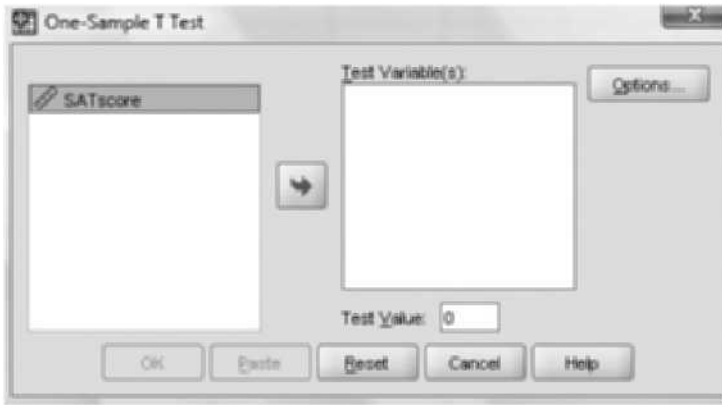 One-Sample T Test
X
Test Variable(s):
SATscore
Options...
Test Value: 0
OK Paste Reset Cancel Help